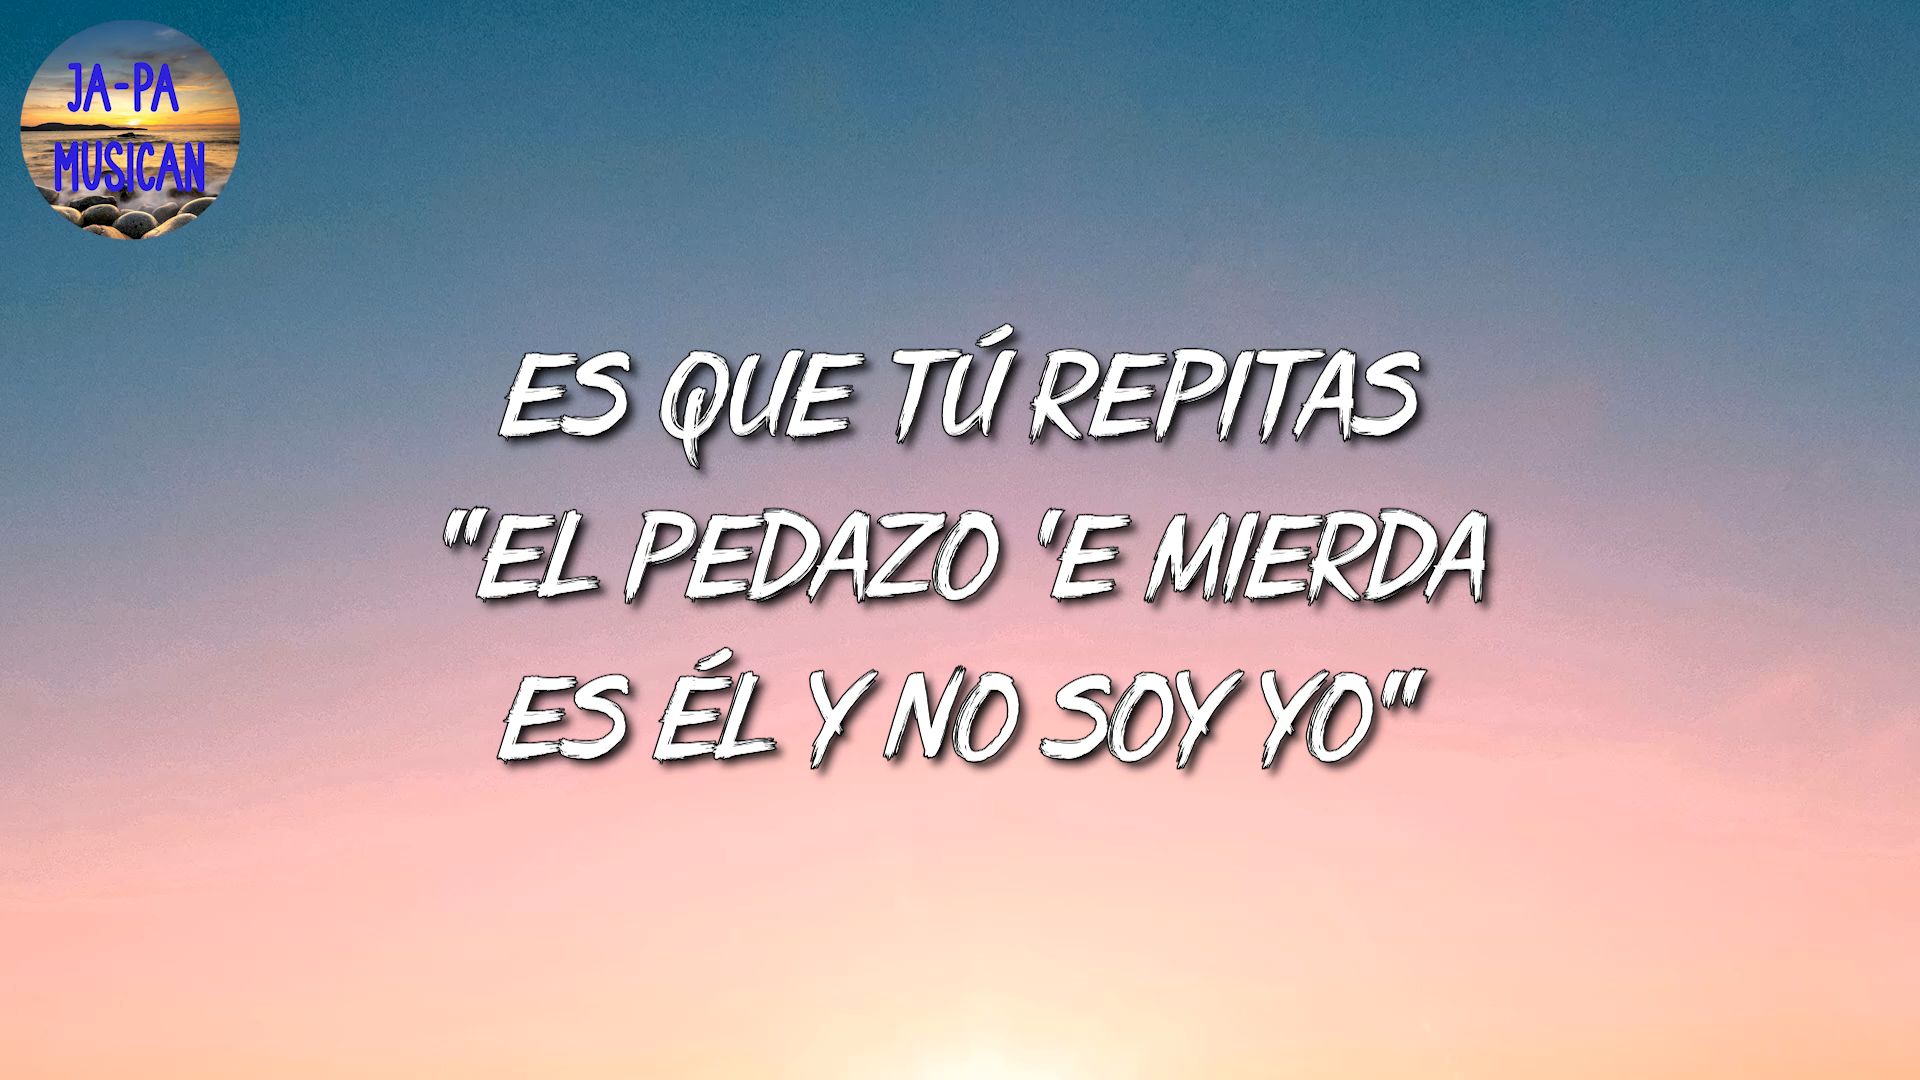 JA-PA
MUSICAN
ES QUE TÚ REPITAS
"EL PEDAZO 'E MIERDA
ES ÉL Y NO SOY YO"